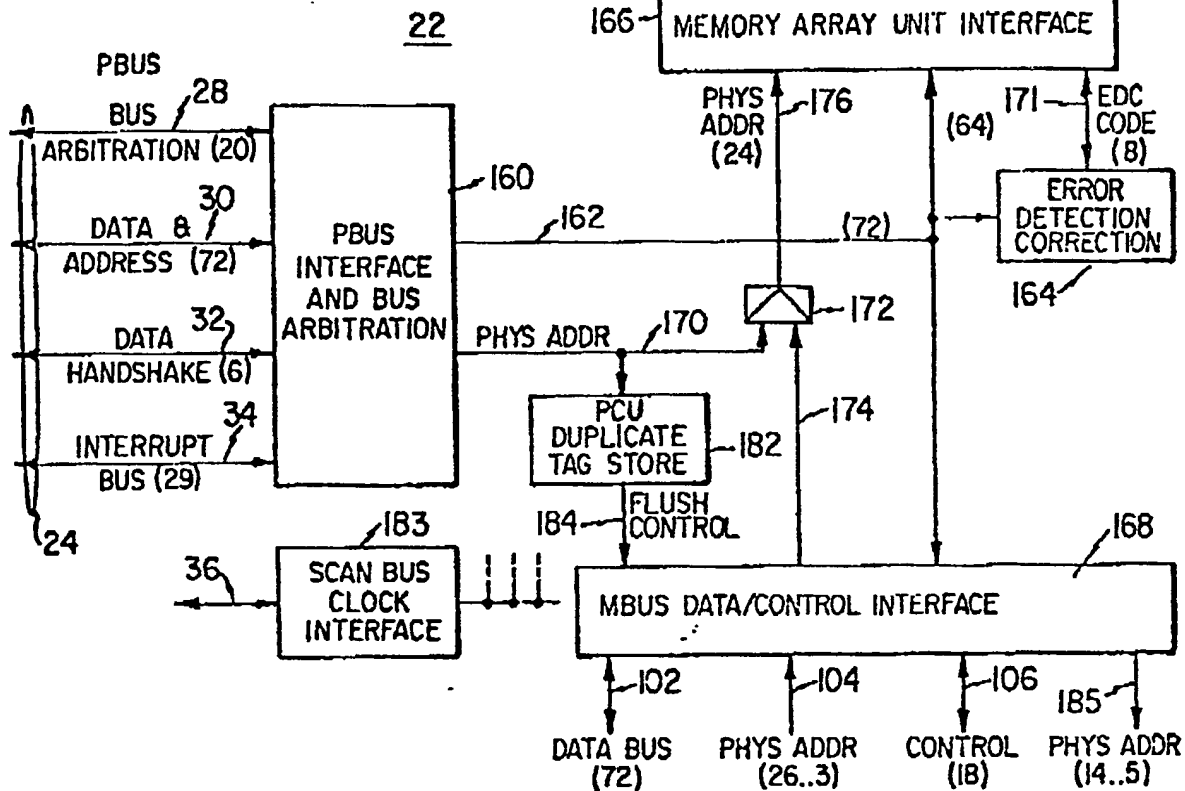 22
166
MEMORY ARRAY UNIT INTERFACE
PBUS
28
BUS
ARBITRATION (20)
30
DATA &
ADDRESS (72)
32
DATA
HANDSHAKE (6)
34
INTERRUPT
BUS (29)
24
160
PBUS
INTERFACE
AND BUS
ARBITRATION
162
(72)
PHYS
ADDR
(24)
176
(64)
171
EDC
CODE
(8)
ERROR
DETECTION
CORRECTION
164
172
PHYS ADDR
170
174
PCU
DUPLICATE
TAG STORE
182
184
FLUSH
CONTROL
183
36
SCAN BUS
CLOCK
INTERFACE
168
MBUS DATA/CONTROL INTERFACE
102
104
106
185
DATA BUS
(72)
PHYS ADDR
(26..3)
CONTROL
(18)
PHYS ADDR
(14..5)